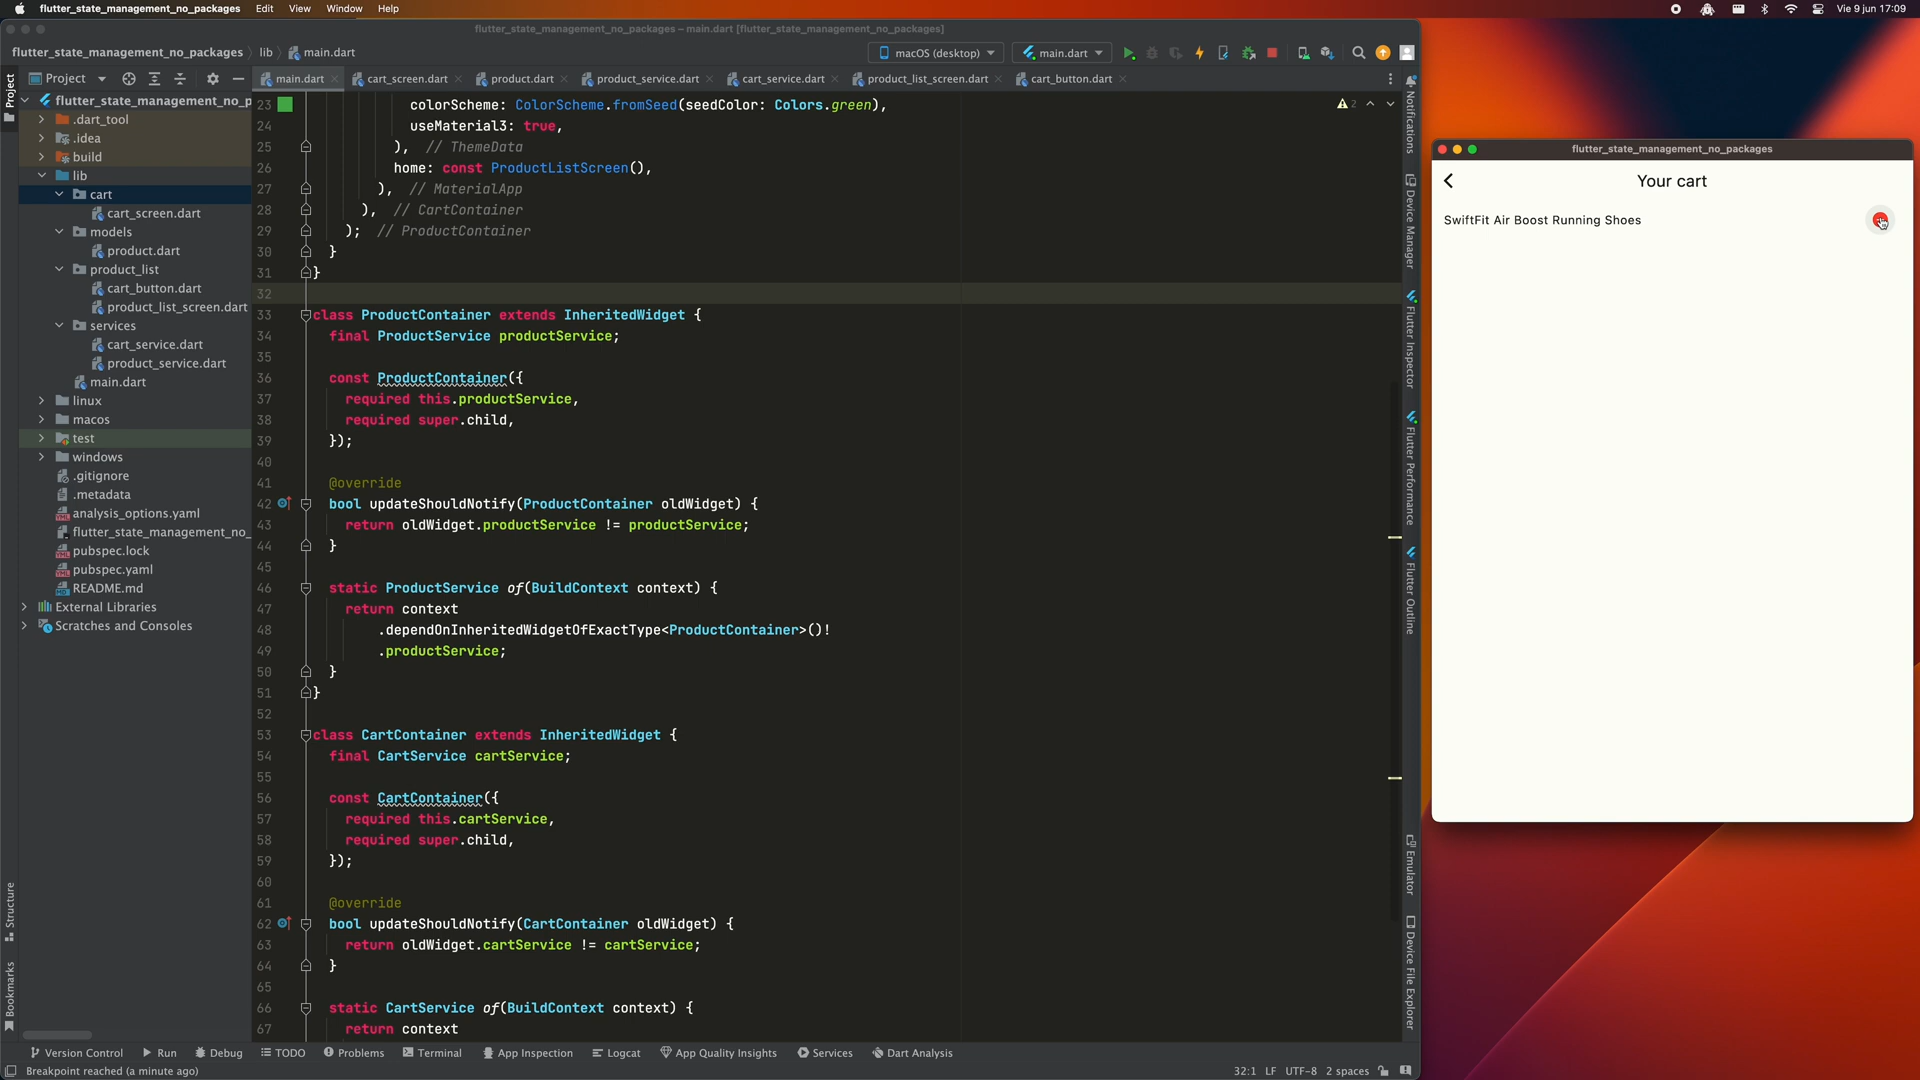 flutter_state_management_no_packages Edit View Window Help
Vie 9 jun 17:09
flutter_state_management_no_packages – main.dart [flutter_state_management_no_packages]
flutter_state_management_no_packages lib main.dart
macOS (desktop) main.dart
Project
main.dart cart_screen.dart product.dart product_service.dart cart_service.dart product_list_screen.dart cart_button.dart
Project
flutter_state_management_no_p
.dart_tool
.idea
build
lib
cart
cart_screen.dart
models
product.dart
product_list
cart_button.dart
product_list_screen.dart
services
cart_service.dart
product_service.dart
main.dart
linux
macos
test
windows
.gitignore
.metadata
analysis_options.yaml
flutter_state_management_no_
pubspec.lock
pubspec.yaml
README.md
External Libraries
Scratches and Consoles
Structure
Bookmarks
2
23 colorScheme: ColorScheme.fromSeed(seedColor: Colors.green),
24 useMaterial3: true,
25 ), // ThemeData
26 home: const ProductListScreen(),
27 ), // MaterialApp
28 ), // CartContainer
29 ); // ProductContainer
30 }
31 }
32
33 class ProductContainer extends InheritedWidget {
34 final ProductService productService;
35
36 const ProductContainer({
37 required this.productService,
38 required super.child,
39 });
40
41 @override
42 bool updateShouldNotify(ProductContainer oldWidget) {
43 return oldWidget.productService != productService;
44 }
45
46 static ProductService of(BuildContext context) {
47 return context
48 .dependOnInheritedWidgetOfExactType<ProductContainer>()!
49 .productService;
50 }
51 }
52
53 class CartContainer extends InheritedWidget {
54 final CartService cartService;
55
56 const CartContainer({
57 required this.cartService,
58 required super.child,
59 });
60
61 @override
62 bool updateShouldNotify(CartContainer oldWidget) {
63 return oldWidget.cartService != cartService;
64 }
65
66 static CartService of(BuildContext context) {
67 return context
Notifications
Device Manager
Flutter Inspector
Flutter Performance
Flutter Outline
Emulator
Device File Explorer
flutter_state_management_no_packages
Your cart
SwiftFit Air Boost Running Shoes
Version Control Run Debug TODO Problems Terminal App Inspection Logcat App Quality Insights Services Dart Analysis
Breakpoint reached (a minute ago)
32:1 LF UTF-8 2 spaces